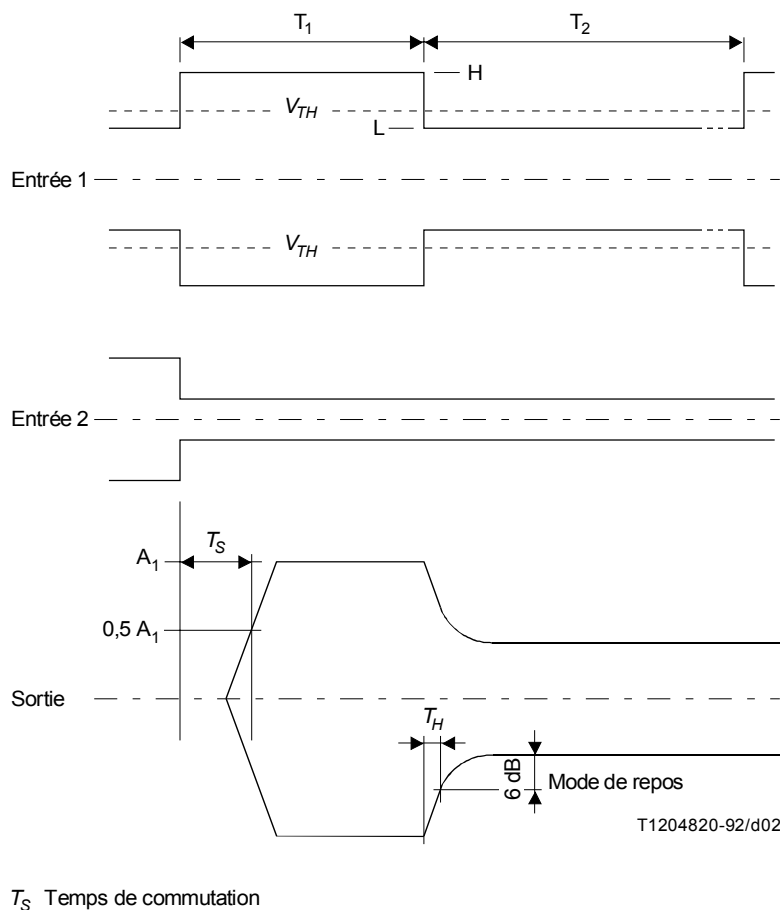 T1 T2
H
VTH
L
Entrée 1
VTH
Entrée 2
TS
A1
0,5 A1
Sortie
TH
6 dB
Mode de repos
T1204820-92/d02
TS Temps de commutation